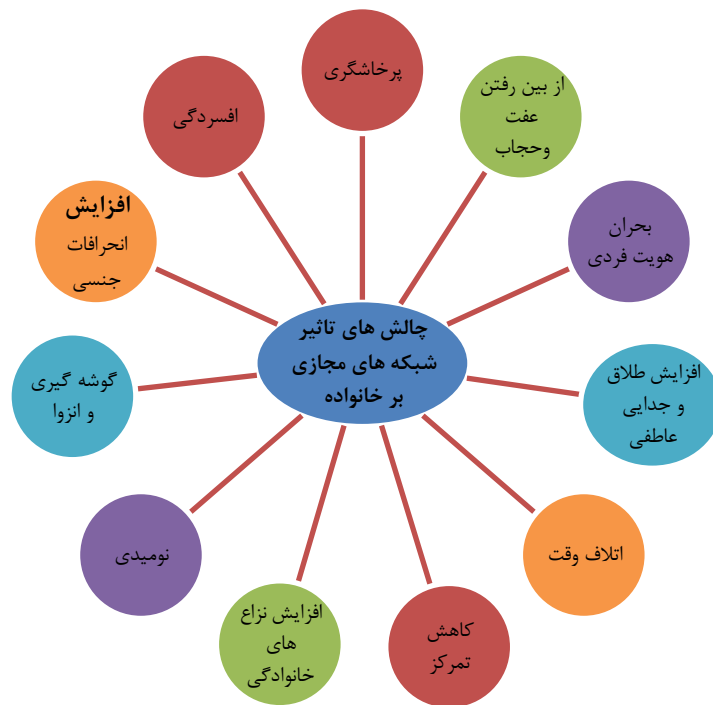 چالش های تاثیر
شبکه های مجازی
بر خانواده
پرخاشگری
از بین رفتن
عفت
وحجاب
بحران
هویت فردی
افزایش طلاق
و جدایی
عاطفی
اتلاف وقت
کاهش
تمرکز
افزایش نزاع
های
خانوادگی
نومیدی
گوشه گیری
و انزوا
افزایش
انحرافات
جنسی
افسردگی